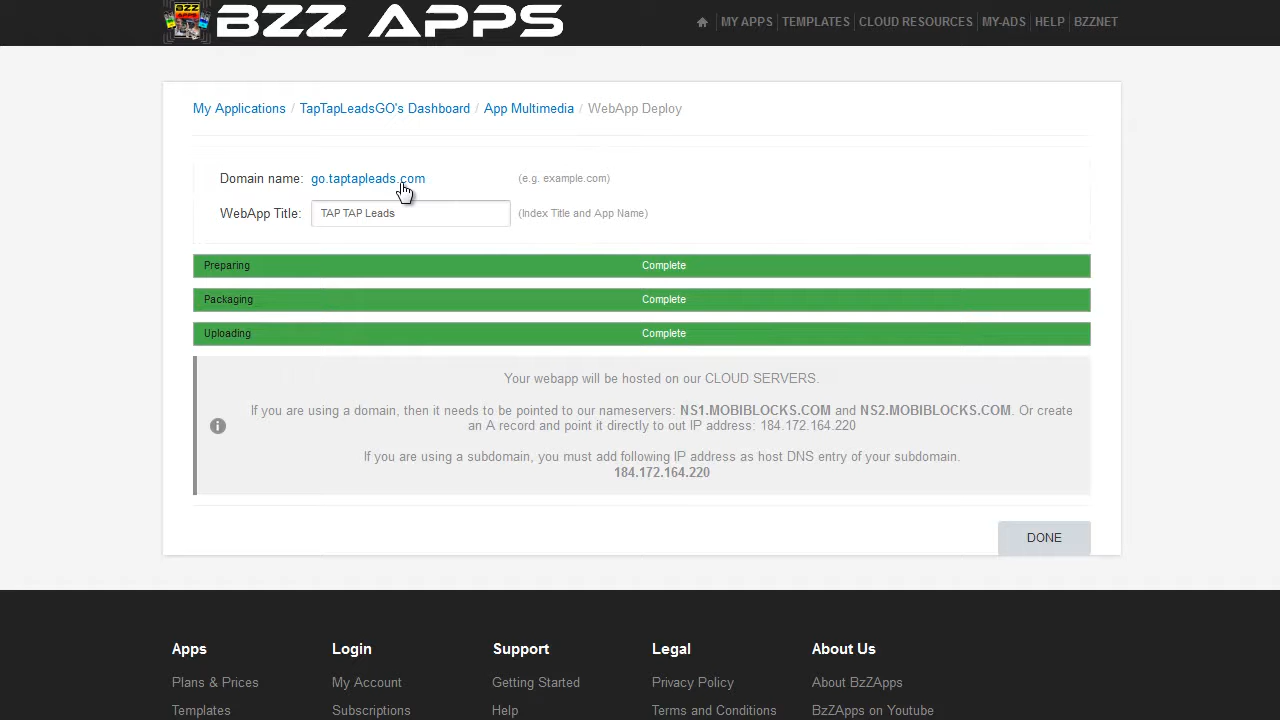 BZZ APPS
MY APPS TEMPLATES CLOUD RESOURCES MY-ADS HELP BZZNET
My Applications / TapTapLeadsGO's Dashboard / App Multimedia / WebApp Deploy
Domain name: go.taptapleads.com (e.g. example.com)
WebApp Title: TAP TAP Leads (Index Title and App Name)
Preparing Complete
Packaging Complete
Uploading Complete
Your webapp will be hosted on our CLOUD SERVERS.
If you are using a domain, then it needs to be pointed to our nameservers: NS1.MOBIBLOCKS.COM and NS2.MOBIBLOCKS.COM. Or create
an A record and point it directly to out IP address: 184.172.164.220
If you are using a subdomain, you must add following IP address as host DNS entry of your subdomain.
184.172.164.220
DONE
Apps Login Support Legal About Us
Plans & Prices My Account Getting Started Privacy Policy About BzZApps
Templates Subscriptions Help Terms and Conditions BzZApps on Youtube